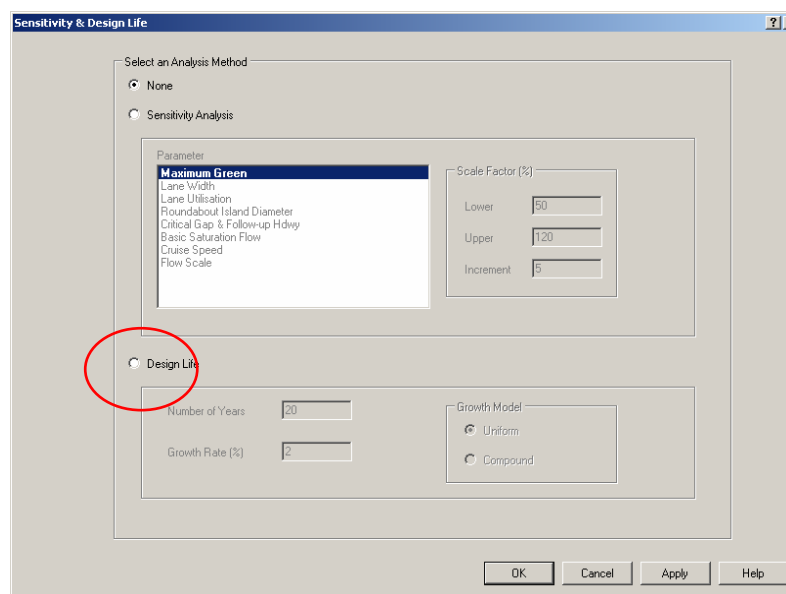 Sensitivity & Design Life
Select an Analysis Method
None
Sensitivity Analysis
Parameter
Maximum Green
Lane Width
Lane Utilisation
Roundabout Island Diameter
Critical Gap & Follow-up Hdwy
Basic Saturation Flow
Cruise Speed
Flow Scale
Scale Factor (%)
Lower 50
Upper 120
Increment 5
Design Life
Number of Years 20
Growth Rate (%) 2
Growth Model
Uniform
Compound
OK Cancel Apply Help